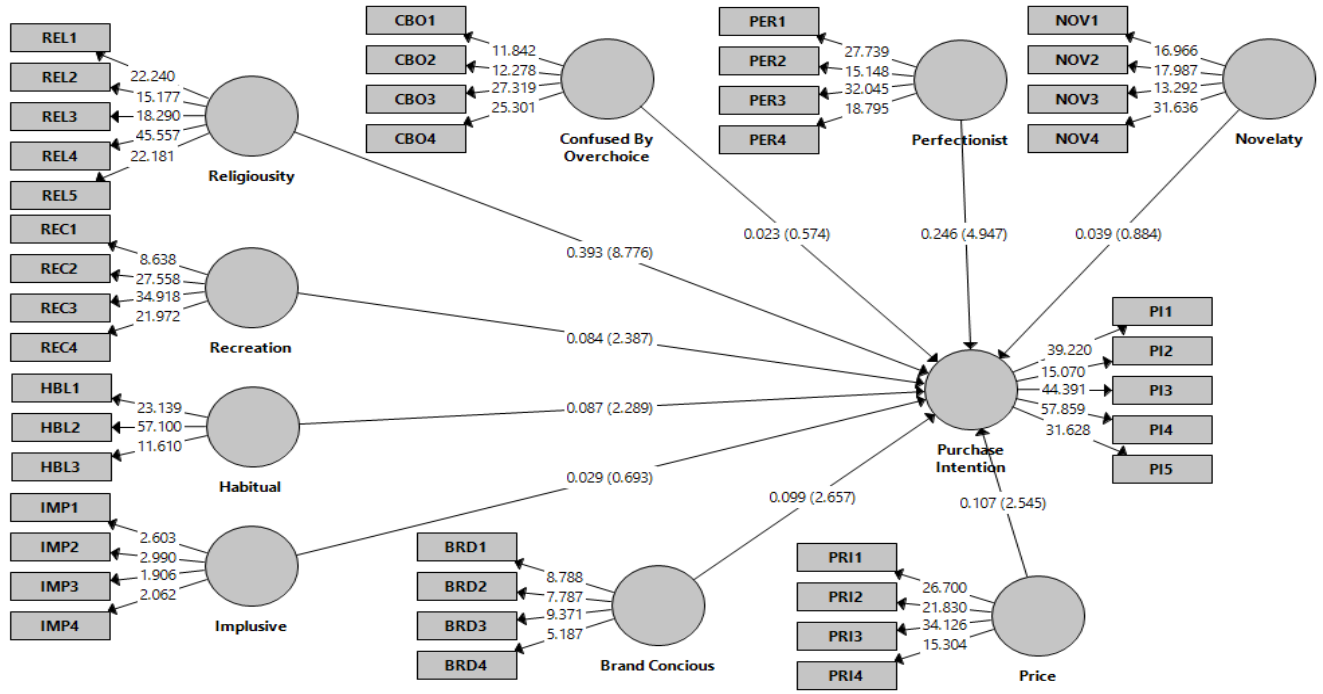 REL1
REL2
REL3
REL4
REL5
22.240
15.177
18.290
45.557
22.181
Religiousity
CBO1
CBO2
CBO3
CBO4
11.842
12.278
27.319
25.301
Confused By
Overchoice
PER1
PER2
PER3
PER4
27.739
15.148
32.045
18.795
Perfectionist
NOV1
NOV2
NOV3
NOV4
16.966
17.987
13.292
31.636
Novelaty
REC1
REC2
REC3
REC4
8.638
27.558
34.918
21.972
Recreation
0.393 (8.776)
0.023 (0.574)
0.246 (4.947)
0.039 (0.884)
0.084 (2.387)
HBL1
HBL2
HBL3
23.139
57.100
11.610
Habitual
0.087 (2.289)
PI1
PI2
PI3
PI4
PI5
39.220
15.070
44.391
57.859
31.628
Purchase
Intention
IMP1
IMP2
IMP3
IMP4
2.603
2.990
1.906
2.062
Implusive
0.029 (0.693)
0.099 (2.657)
0.107 (2.545)
BRD1
BRD2
BRD3
BRD4
8.788
7.787
9.371
5.187
Brand Concious
PRI1
PRI2
PRI3
PRI4
26.700
21.830
34.126
15.304
Price